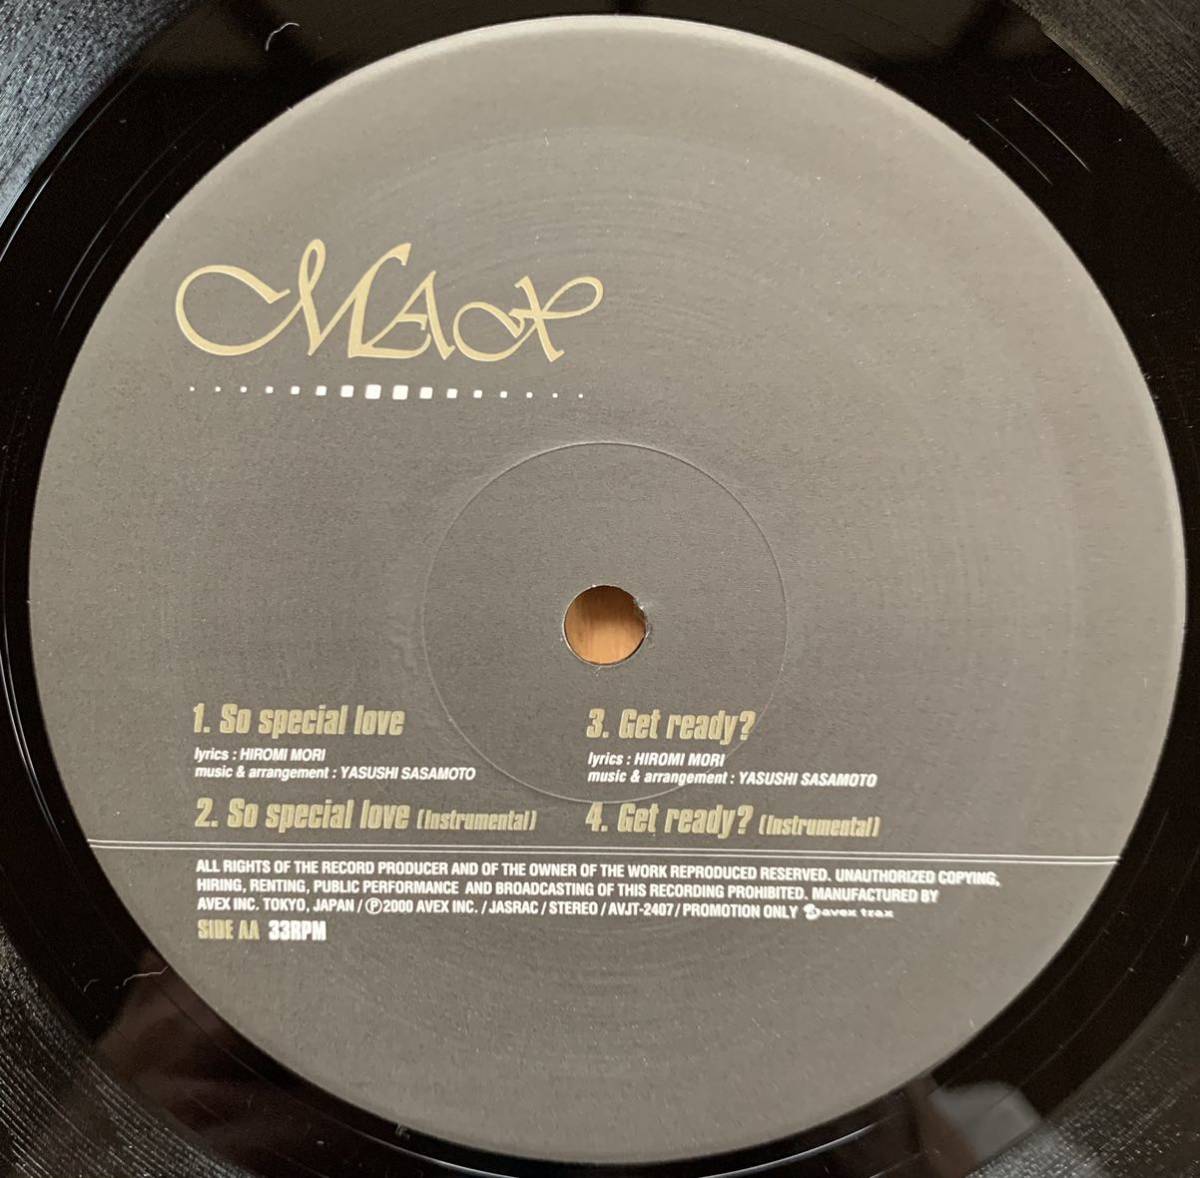 MAX
1. So special love
lyrics : HIROMI MORI
music & arrangement : YASUSHI SASAMOTO
2. So special love (Instrumental)
3. Get ready?
lyrics : HIROMI MORI
music & arrangement : YASUSHI SASAMOTO
4. Get ready? (Instrumental)
ALL RIGHTS OF THE RECORD PRODUCER AND OF THE OWNER OF THE WORK REPRODUCED RESERVED. UNAUTHORIZED COPYING,
HIRING, RENTING, PUBLIC PERFORMANCE AND BROADCASTING OF THIS RECORDING PROHIBITED. MANUFACTURED BY
AVEX INC. TOKYO, JAPAN / ℗2000 AVEX INC. / JASRAC / STEREO / AVJT-2407 / PROMOTION ONLY avex trax
SIDE AA 33RPM